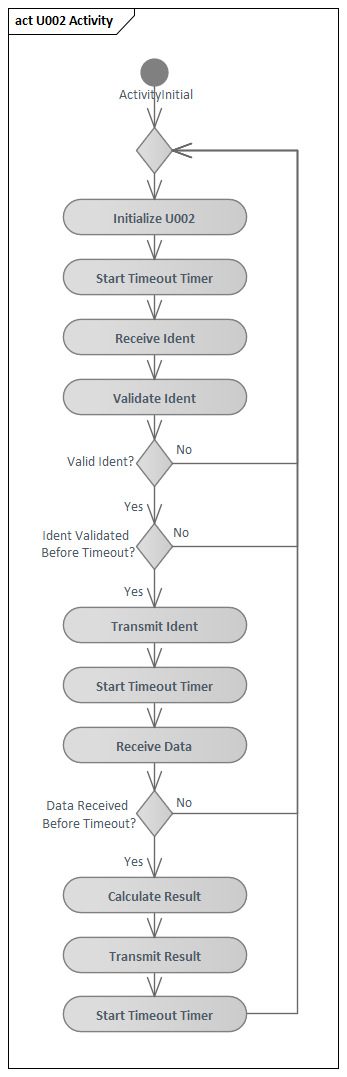 act U002 Activity
ActivityInitial
Initialize U002
Start Timeout Timer
Receive Ident
Validate Ident
Valid Ident?
No
Yes
Ident Validated
Before Timeout?
No
Yes
Transmit Ident
Start Timeout Timer
Receive Data
Data Received
Before Timeout?
No
Yes
Calculate Result
Transmit Result
Start Timeout Timer